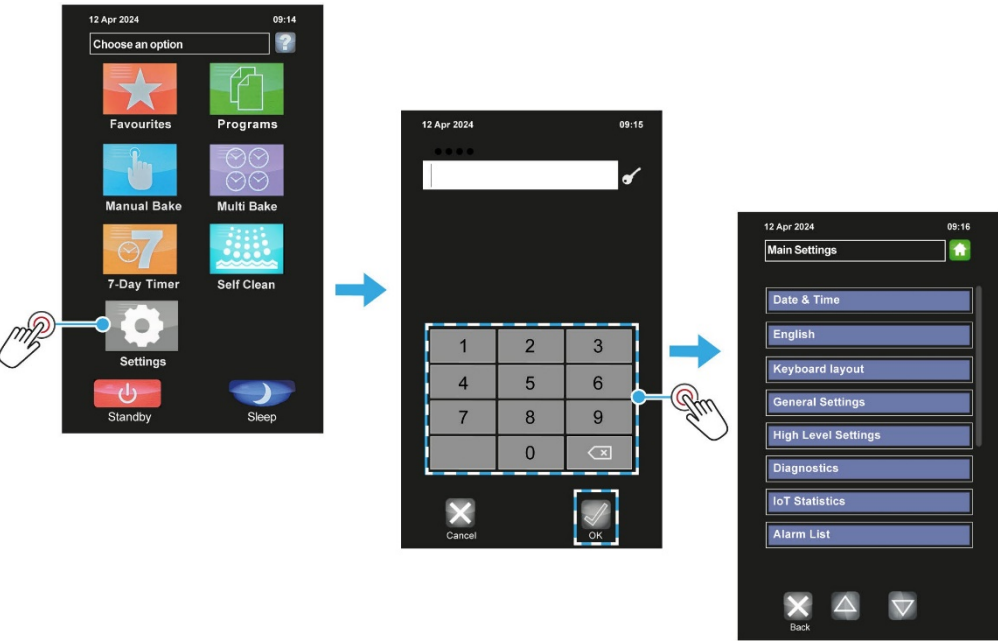 12 Apr 2024 09:14
Choose an option ?
Favourites Programs
Manual Bake Multi Bake
7
7-Day Timer Self Clean
Settings
Standby Sleep
12 Apr 2024 09:15
1 2 3
4 5 6
7 8 9
0
Cancel OK
12 Apr 2024 09:16
Main Settings
Date & Time
English
Keyboard layout
General Settings
High Level Settings
Diagnostics
IoT Statistics
Alarm List
Back